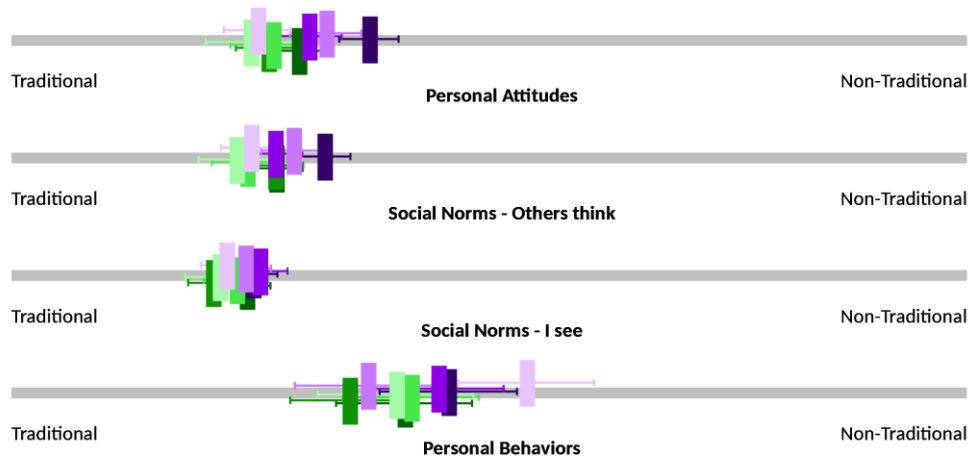 Traditional
Non-Traditional
Personal Attitudes
Traditional
Non-Traditional
Social Norms - Others think
Traditional
Non-Traditional
Social Norms - I see
Traditional
Non-Traditional
Personal Behaviors